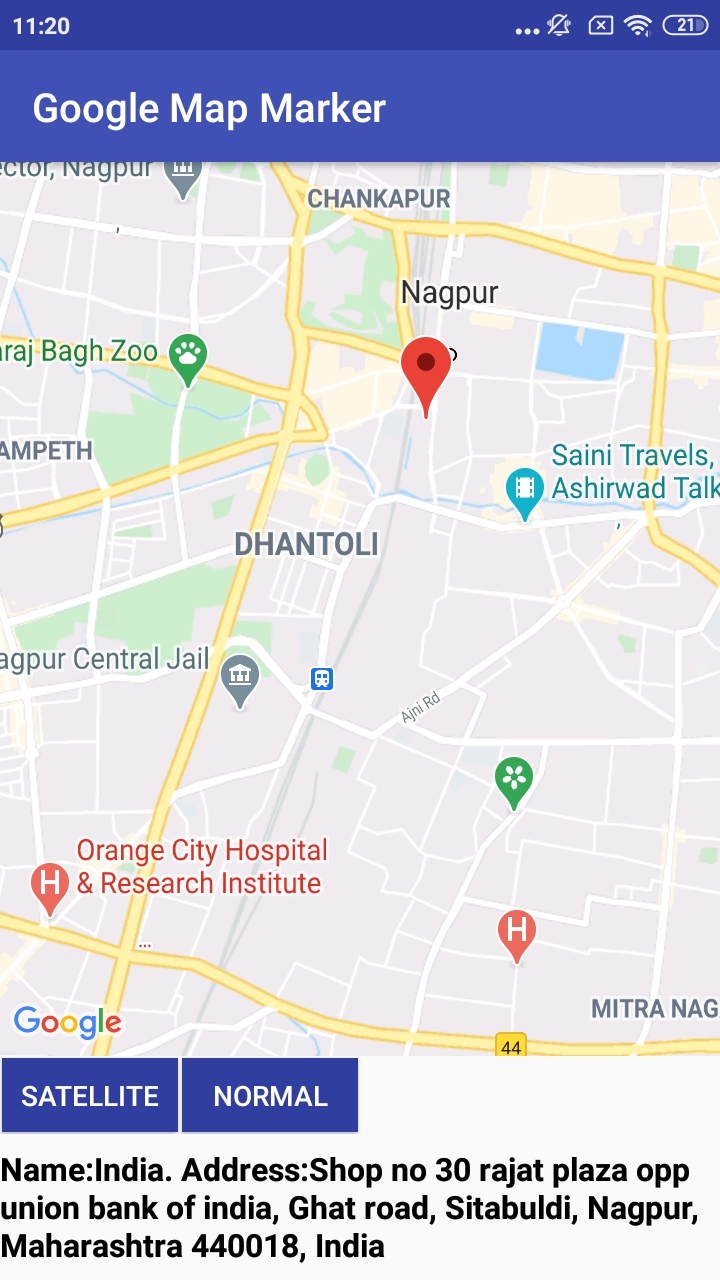 11:20
21
Google Map Marker
ector, Nagpur
CHANKAPUR
Nagpur
araj Bagh Zoo
AMPETH
Saini Travels,
Ashirwad Talk
DHANTOLI
agpur Central Jail
Ajni Rd
Orange City Hospital
& Research Institute
...
H
H
MITRA NAG
Google
44
SATELLITE NORMAL
Name:India. Address:Shop no 30 rajat plaza opp
union bank of india, Ghat road, Sitabuldi, Nagpur,
Maharashtra 440018, India